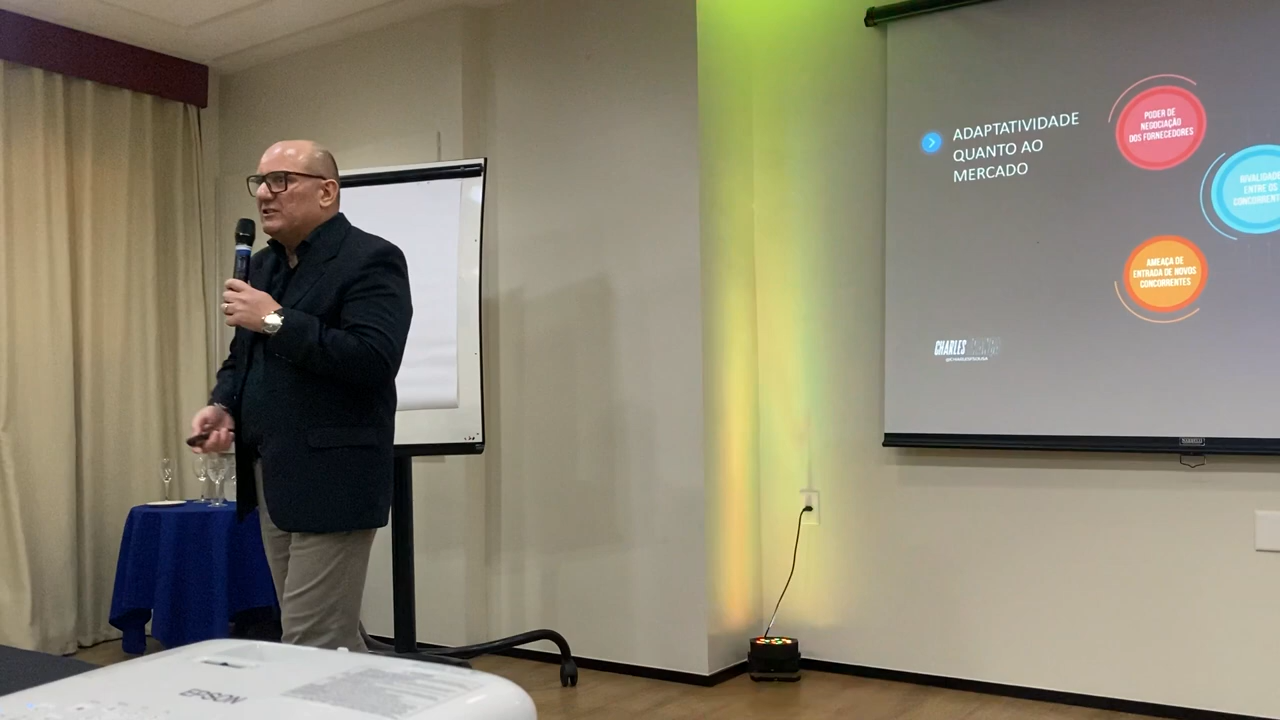 ADAPTATIVIDADE
QUANTO AO
MERCADO
PODER DE
NEGOCIAÇÃO
DOS FORNECEDORES
RIVALIDADE
ENTRE OS
AMEAÇA DE
ENTRADA DE NOVOS
CONCORRENTES
CHARLES
@CHARLESFSOUSA
EPSON